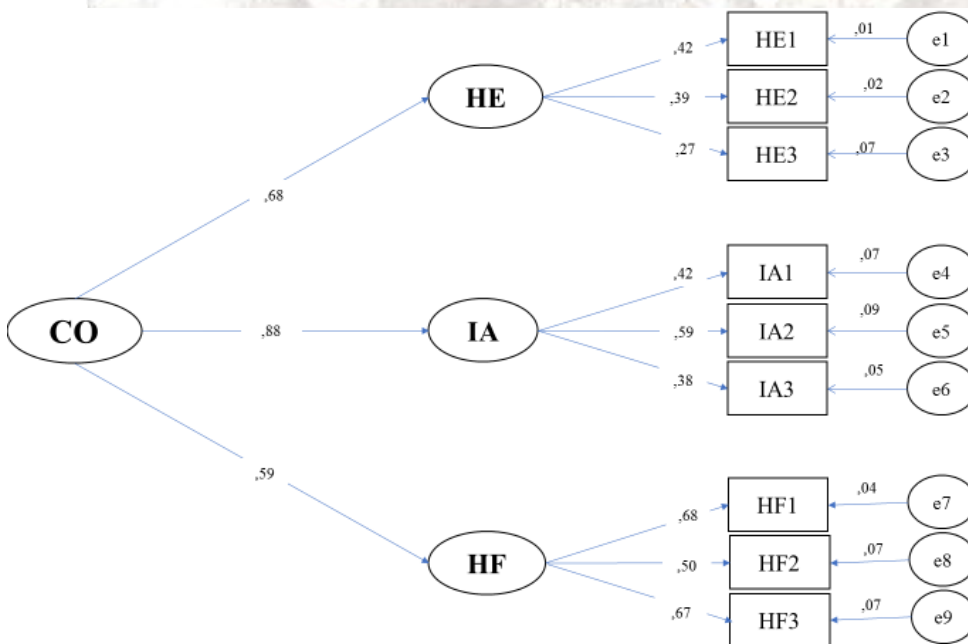 ,42
HE1
,01
e1
HE
,39
HE2
,02
e2
,27
HE3
,07
e3
,68
,42
IA1
,07
e4
CO
,88
IA
,59
IA2
,09
e5
,38
IA3
,05
e6
,59
,68
HF1
,04
e7
HF
,50
HF2
,07
e8
,67
HF3
,07
e9